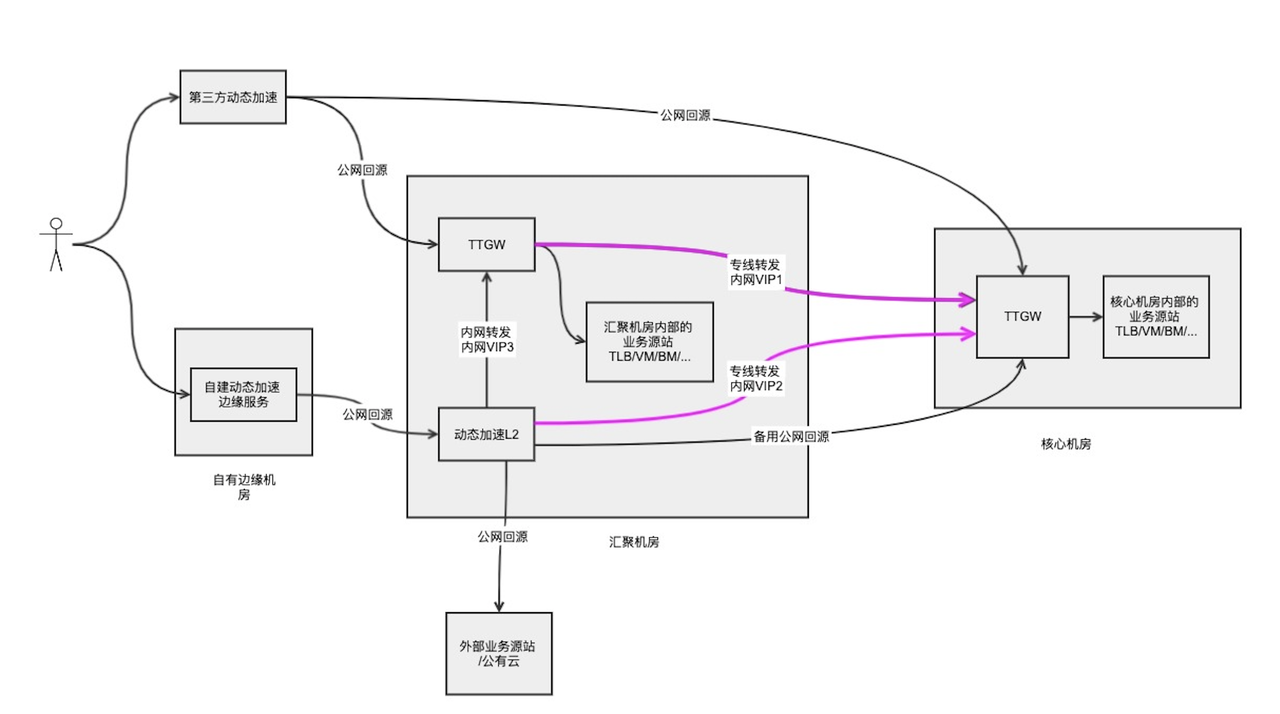 第三方动态加速
公网回源
公网回源
TTGW
专线转发
内网VIP1
内网转发
内网VIP3
汇聚机房内部的
业务源站
TLB/VM/BM/...
TTGW
核心机房内部的
业务源站
TLB/VM/BM/...
自建动态加速
边缘服务
公网回源
专线转发
内网VIP2
动态加速L2
备用公网回源
核心机房
自有边缘机
房
公网回源
汇聚机房
外部业务源站
/公有云